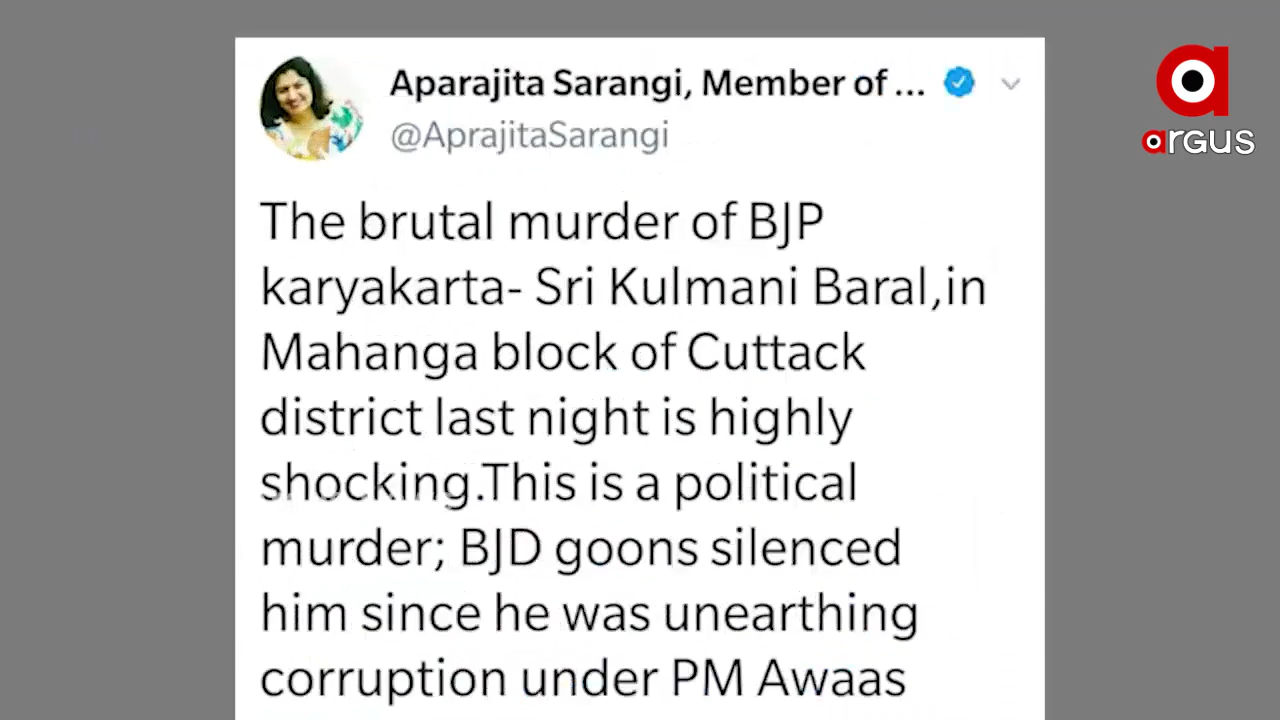 Aparajita Sarangi, Member of ...
@AprajitaSarangi
argus
The brutal murder of BJP
karyakarta- Sri Kulmani Baral,in
Mahanga block of Cuttack
district last night is highly
shocking.This is a political
murder; BJD goons silenced
him since he was unearthing
corruption under PM Awaas